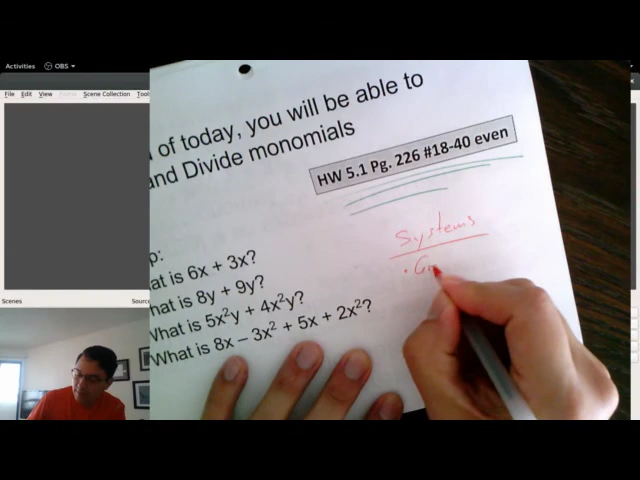 Activities OBS
File Edit View Scene Collection Tools
of today, you will be able to
and Divide monomials
HW 5.1 Pg. 226 #18-40 even
Systems
p:
at is 6x + 3x?
hat is 8y + 9y?
What is 5x²y + 4x²y?
What is 8x – 3x² + 5x + 2x²?
Scenes